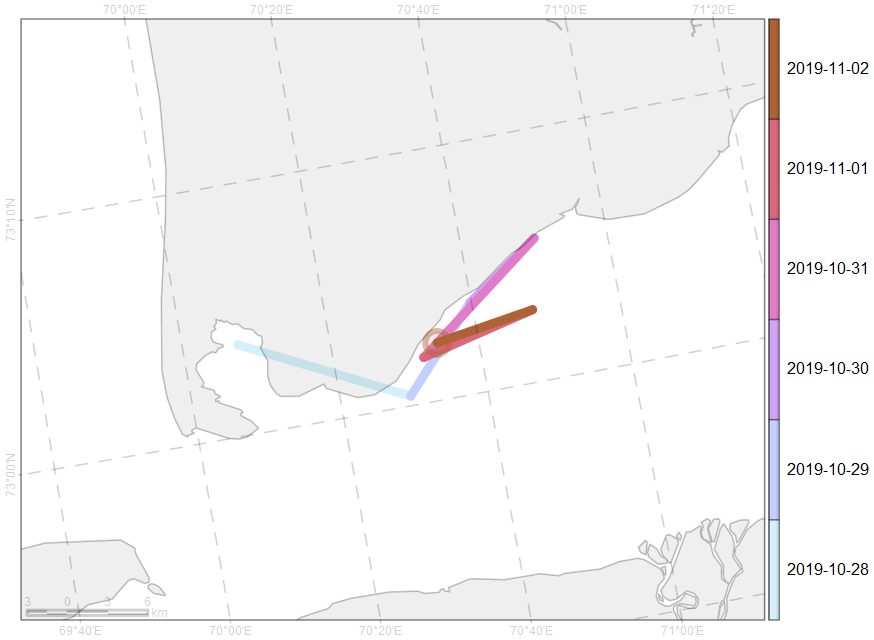 70°00'E 70°20'E 70°40'E 71°00'E 71°20'E
2019-11-02
2019-11-01
73°10'N
2019-10-31
2019-10-30
73°00'N
2019-10-29
2019-10-28
3 0 3 6
km
69°40'E 70°00'E 70°20'E 70°40'E 71°00'E